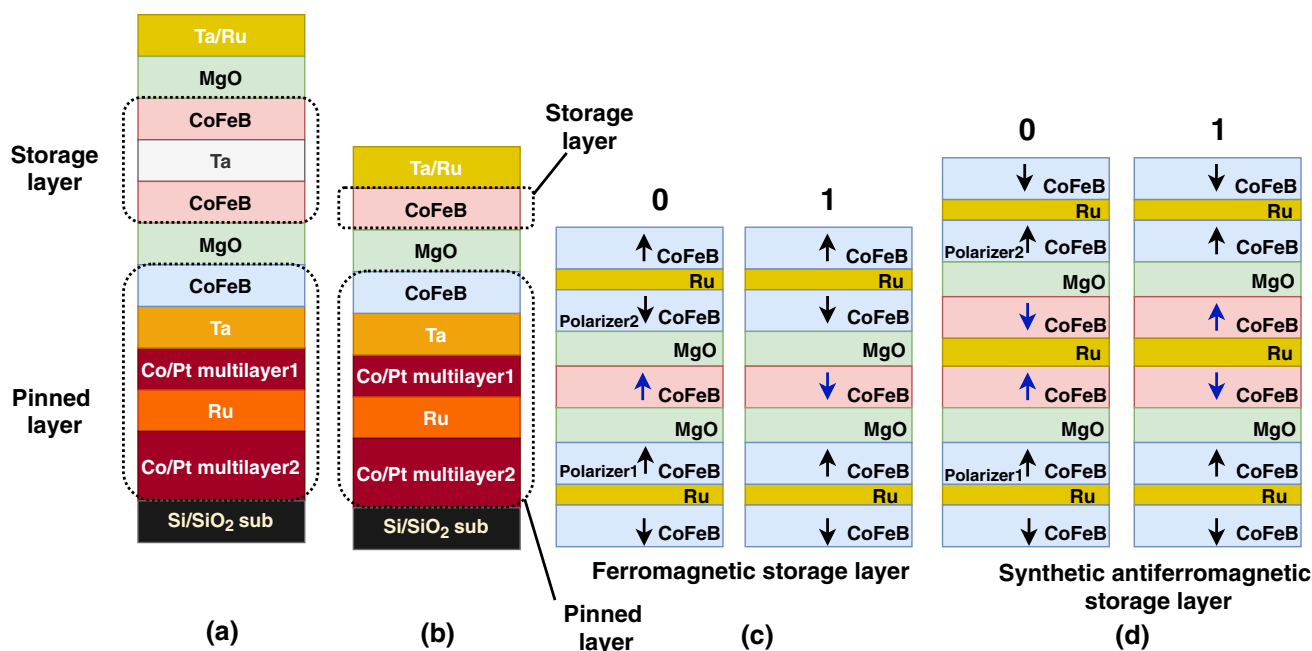 Ta/Ru
MgO
CoFeB
Ta
CoFeB
MgO
CoFeB
Ta
Co/Pt multilayer1
Ru
Co/Pt multilayer2
Si/SiO2 sub
Storage
layer
Pinned
layer
(a)
Storage
layer
Ta/Ru
CoFeB
MgO
CoFeB
Ta
Co/Pt multilayer1
Ru
Co/Pt multilayer2
Si/SiO2 sub
Pinned
layer
(b)
0
CoFeB
Ru
Polarizer2 CoFeB
MgO
CoFeB
MgO
Polarizer1 CoFeB
Ru
CoFeB
1
CoFeB
Ru
CoFeB
MgO
CoFeB
MgO
CoFeB
Ru
CoFeB
Ferromagnetic storage layer
(c)
0
CoFeB
Ru
Polarizer2 CoFeB
MgO
CoFeB
Ru
CoFeB
MgO
Polarizer1 CoFeB
Ru
CoFeB
1
CoFeB
Ru
CoFeB
MgO
CoFeB
Ru
CoFeB
MgO
CoFeB
Ru
CoFeB
Synthetic antiferromagnetic
storage layer
(d)